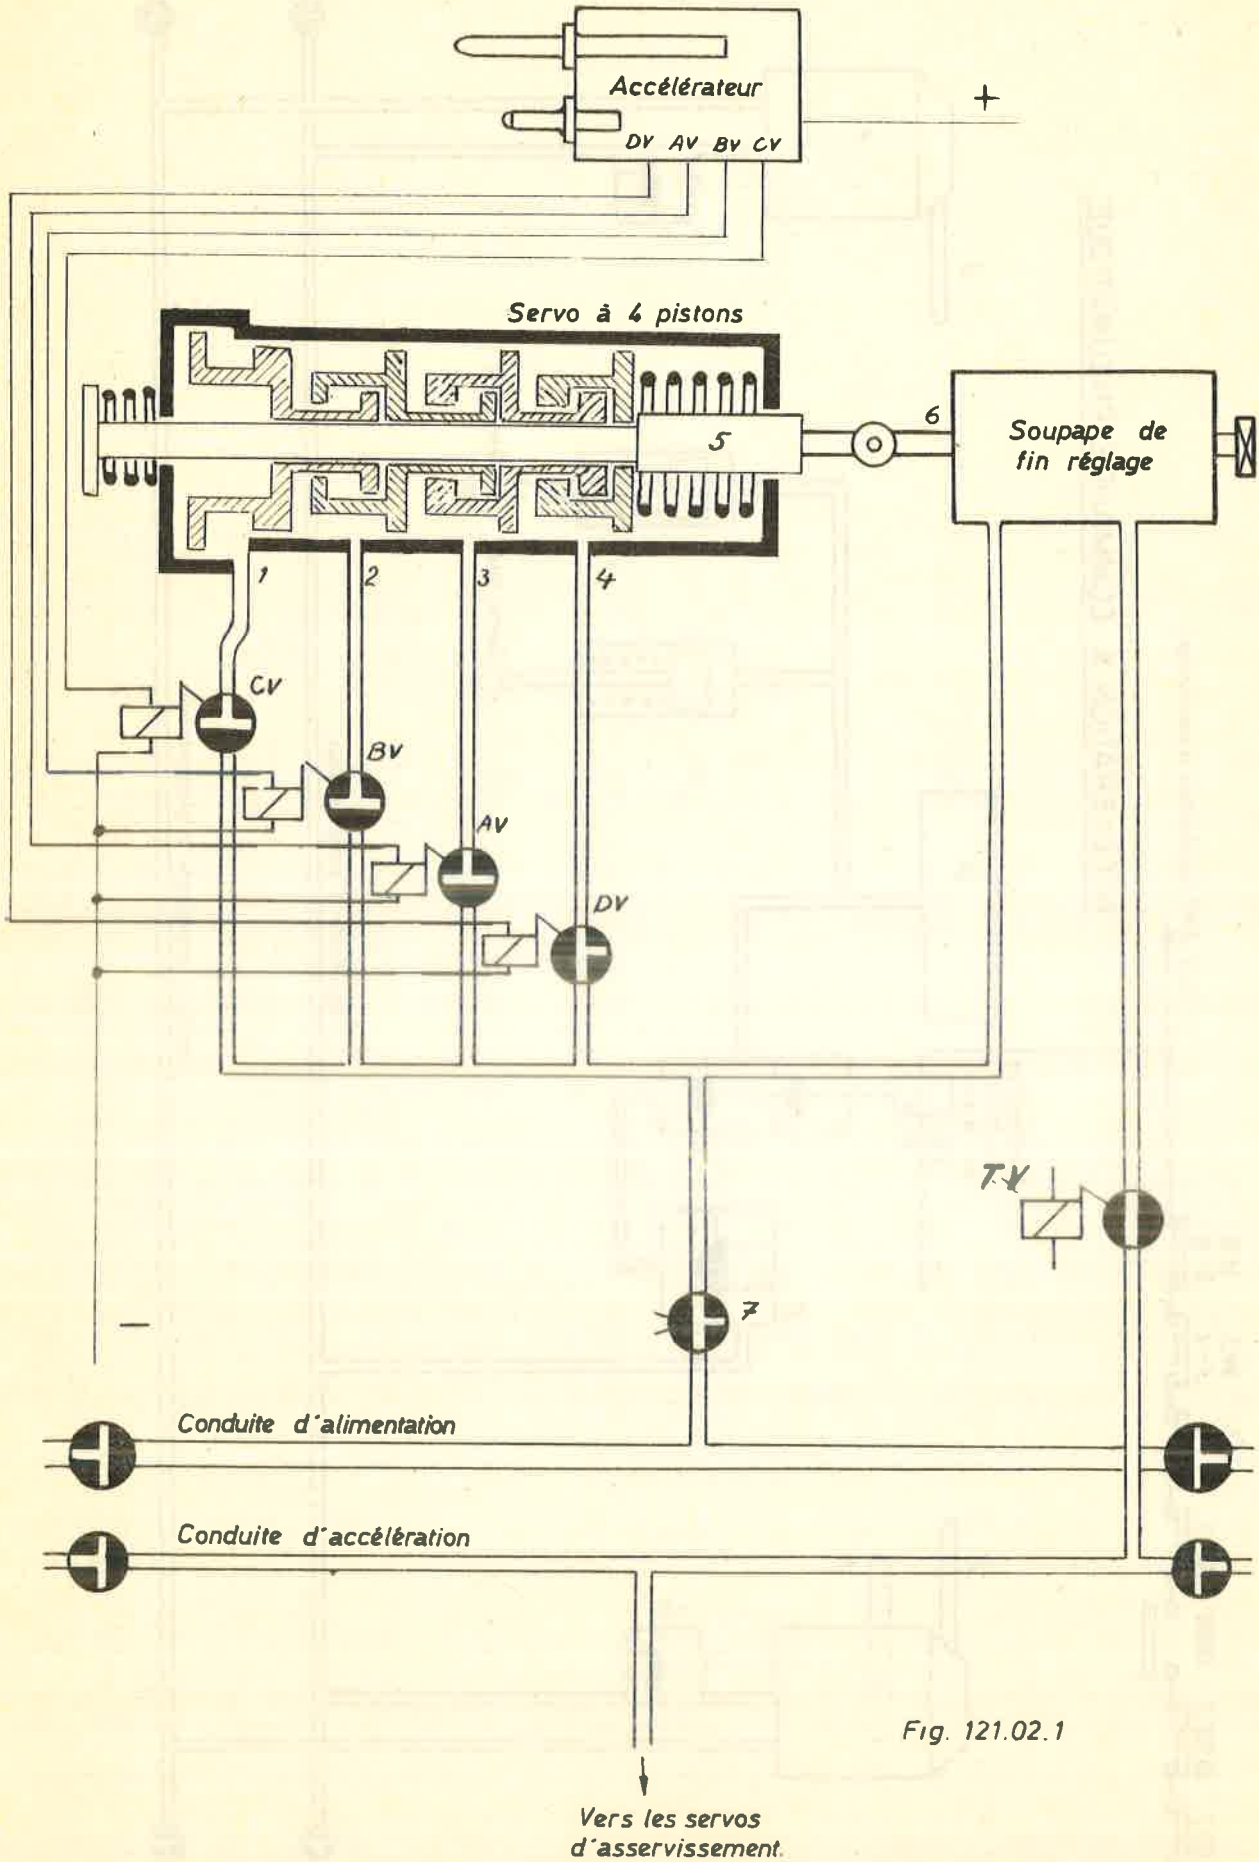 Accélérateur
+
DV AV BV CV
Servo à 4 pistons
5
6
Soupape de
fin réglage
1
2
3
4
CV
BV
AV
DV
TV
7
—
Conduite d'alimentation
Conduite d'accélération
Fig. 121.02.1
Vers les servos
d'asservissement.